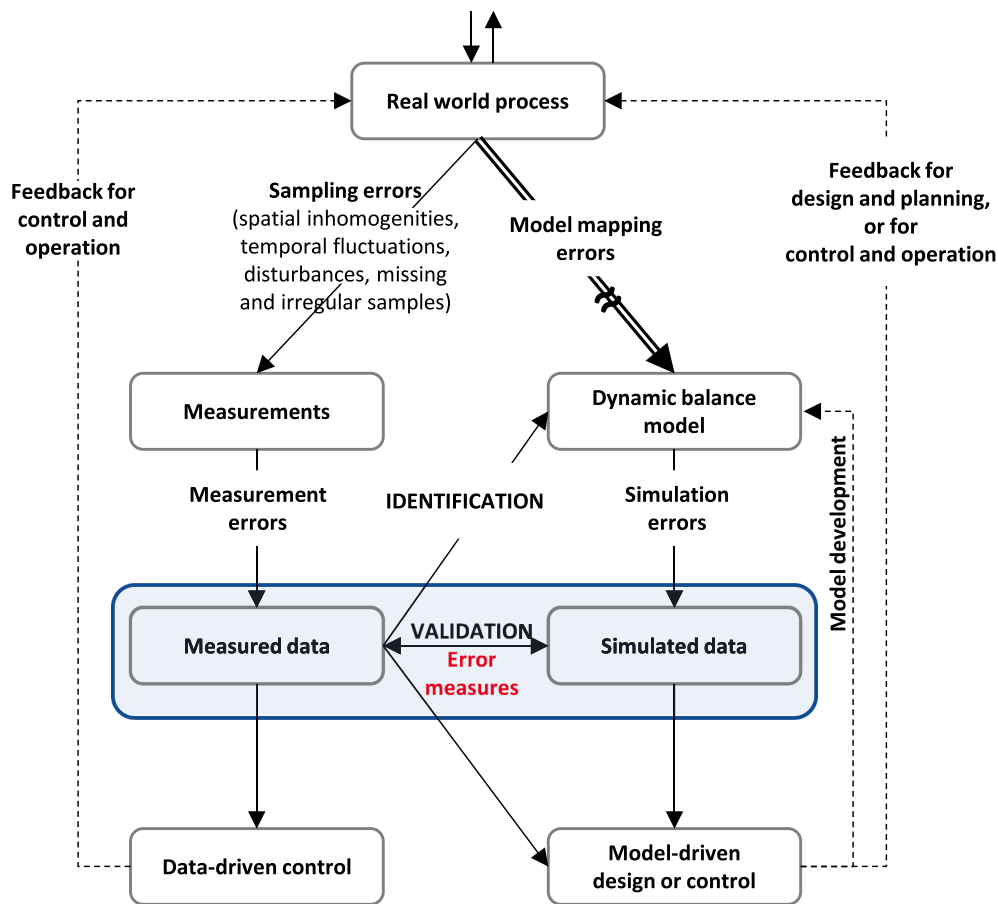 Real world process
Feedback for
control and
operation
Sampling errors
(spatial inhomogenities,
temporal fluctuations,
disturbances, missing
and irregular samples)
Model mapping
errors
Feedback for
design and planning,
or for
control and operation
Measurements
Dynamic balance
model
Measurement
errors
IDENTIFICATION
Simulation
errors
Model development
Measured data
VALIDATION
Error
measures
Simulated data
Data-driven control
Model-driven
design or control